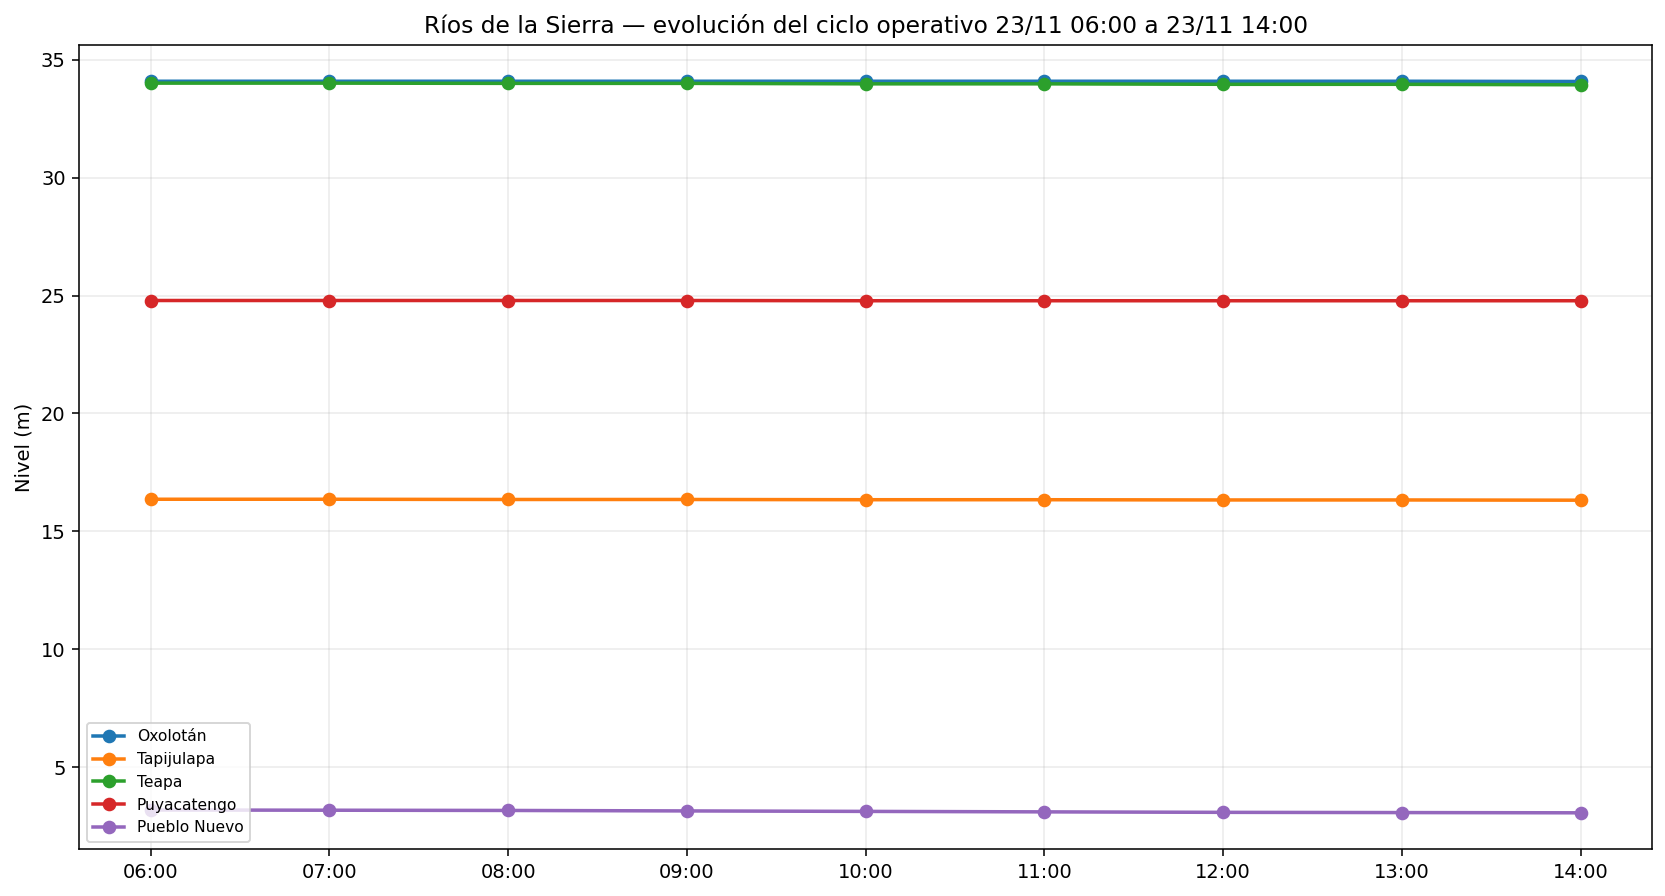 Ríos de la Sierra — evolución del ciclo operativo 23/11 06:00 a 23/11 14:00
Nivel (m)
35
30
25
20
15
10
5
Oxolotán
Tapijulapa
Teapa
Puyacatengo
Pueblo Nuevo
06:00 07:00 08:00 09:00 10:00 11:00 12:00 13:00 14:00